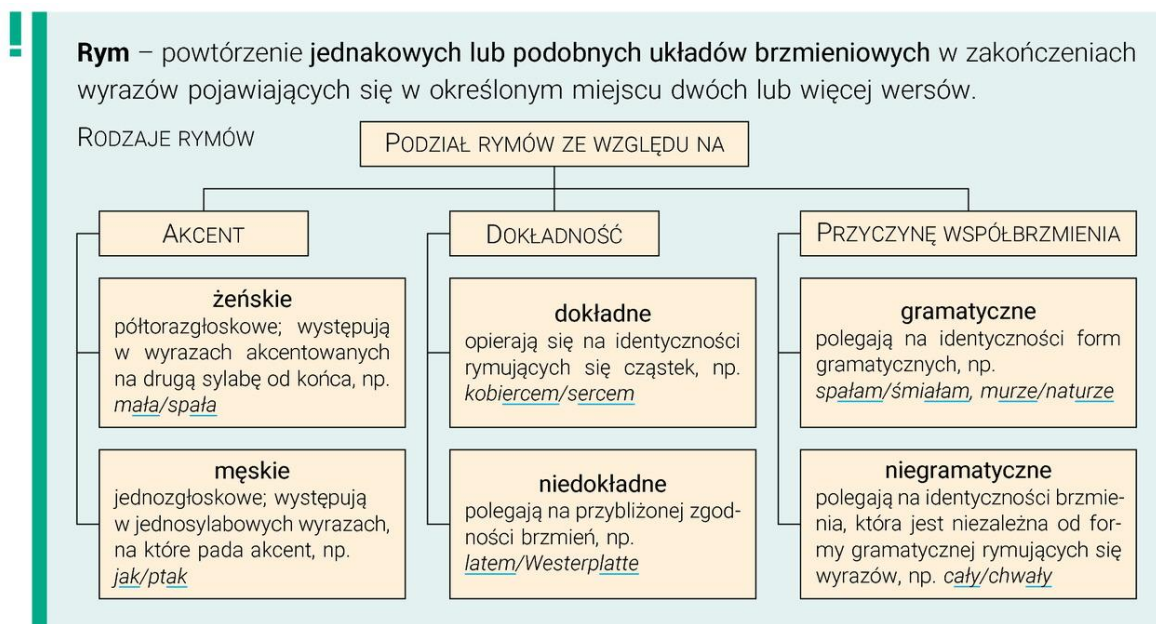 !
Rym – powtórzenie jednakowych lub podobnych układów brzmieniowych w zakończeniach
wyrazów pojawiających się w określonym miejscu dwóch lub więcej wersów.
RODZAJE RYMÓW
PODZIAŁ RYMÓW ZE WZGLĘDU NA
AKCENT
żeńskie
półtorazgłoskowe; występują
w wyrazach akcentowanych
na drugą sylabę od końca, np.
mała/spała
męskie
jednozgłoskowe; występują
w jednosylabowych wyrazach,
na które pada akcent, np.
jak/ptak
DOKŁADNOŚĆ
dokładne
opierają się na identyczności
rymujących się cząstek, np.
kobiercem/sercem
niedokładne
polegają na przybliżonej zgod-
ności brzmień, np.
latem/Westerplatte
PRZYCZYNĘ WSPÓŁBRZMIENIA
gramatyczne
polegają na identyczności form
gramatycznych, np.
spałam/śmiałam, murze/naturze
niegramatyczne
polegają na identyczności brzmie-
nia, która jest niezależna od for-
my gramatycznej rymujących się
wyrazów, np. cały/chwały